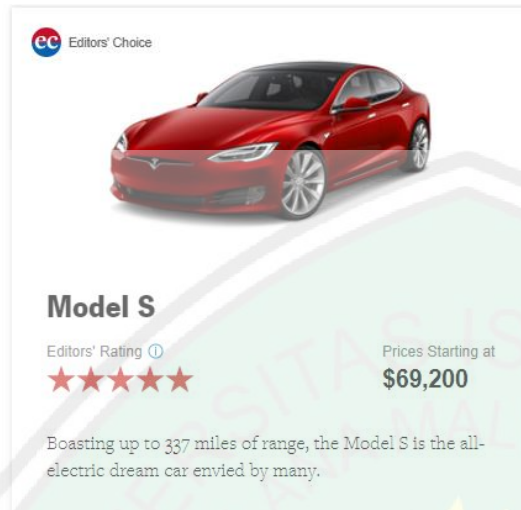 ec Editors' Choice
Model S
Editors' Rating ⓘ
Prices Starting at
$69,200
Boasting up to 337 miles of range, the Model S is the all-
electric dream car envied by many.